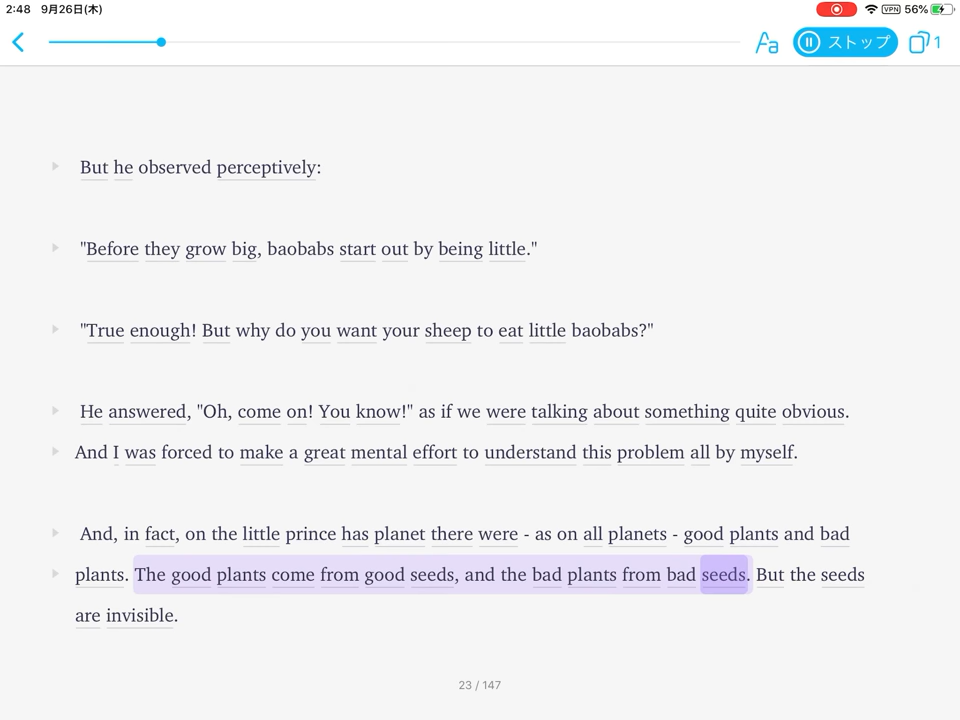 2:48 9月26日(木)
VPN 56%
ぁあ ストップ 1
But he observed perceptively:
"Before they grow big, baobabs start out by being little."
"True enough! But why do you want your sheep to eat little baobabs?"
He answered, "Oh, come on! You know!" as if we were talking about something quite obvious.
And I was forced to make a great mental effort to understand this problem all by myself.
And, in fact, on the little prince has planet there were - as on all planets - good plants and bad
plants. The good plants come from good seeds, and the bad plants from bad seeds. But the seeds
are invisible.
23 / 147